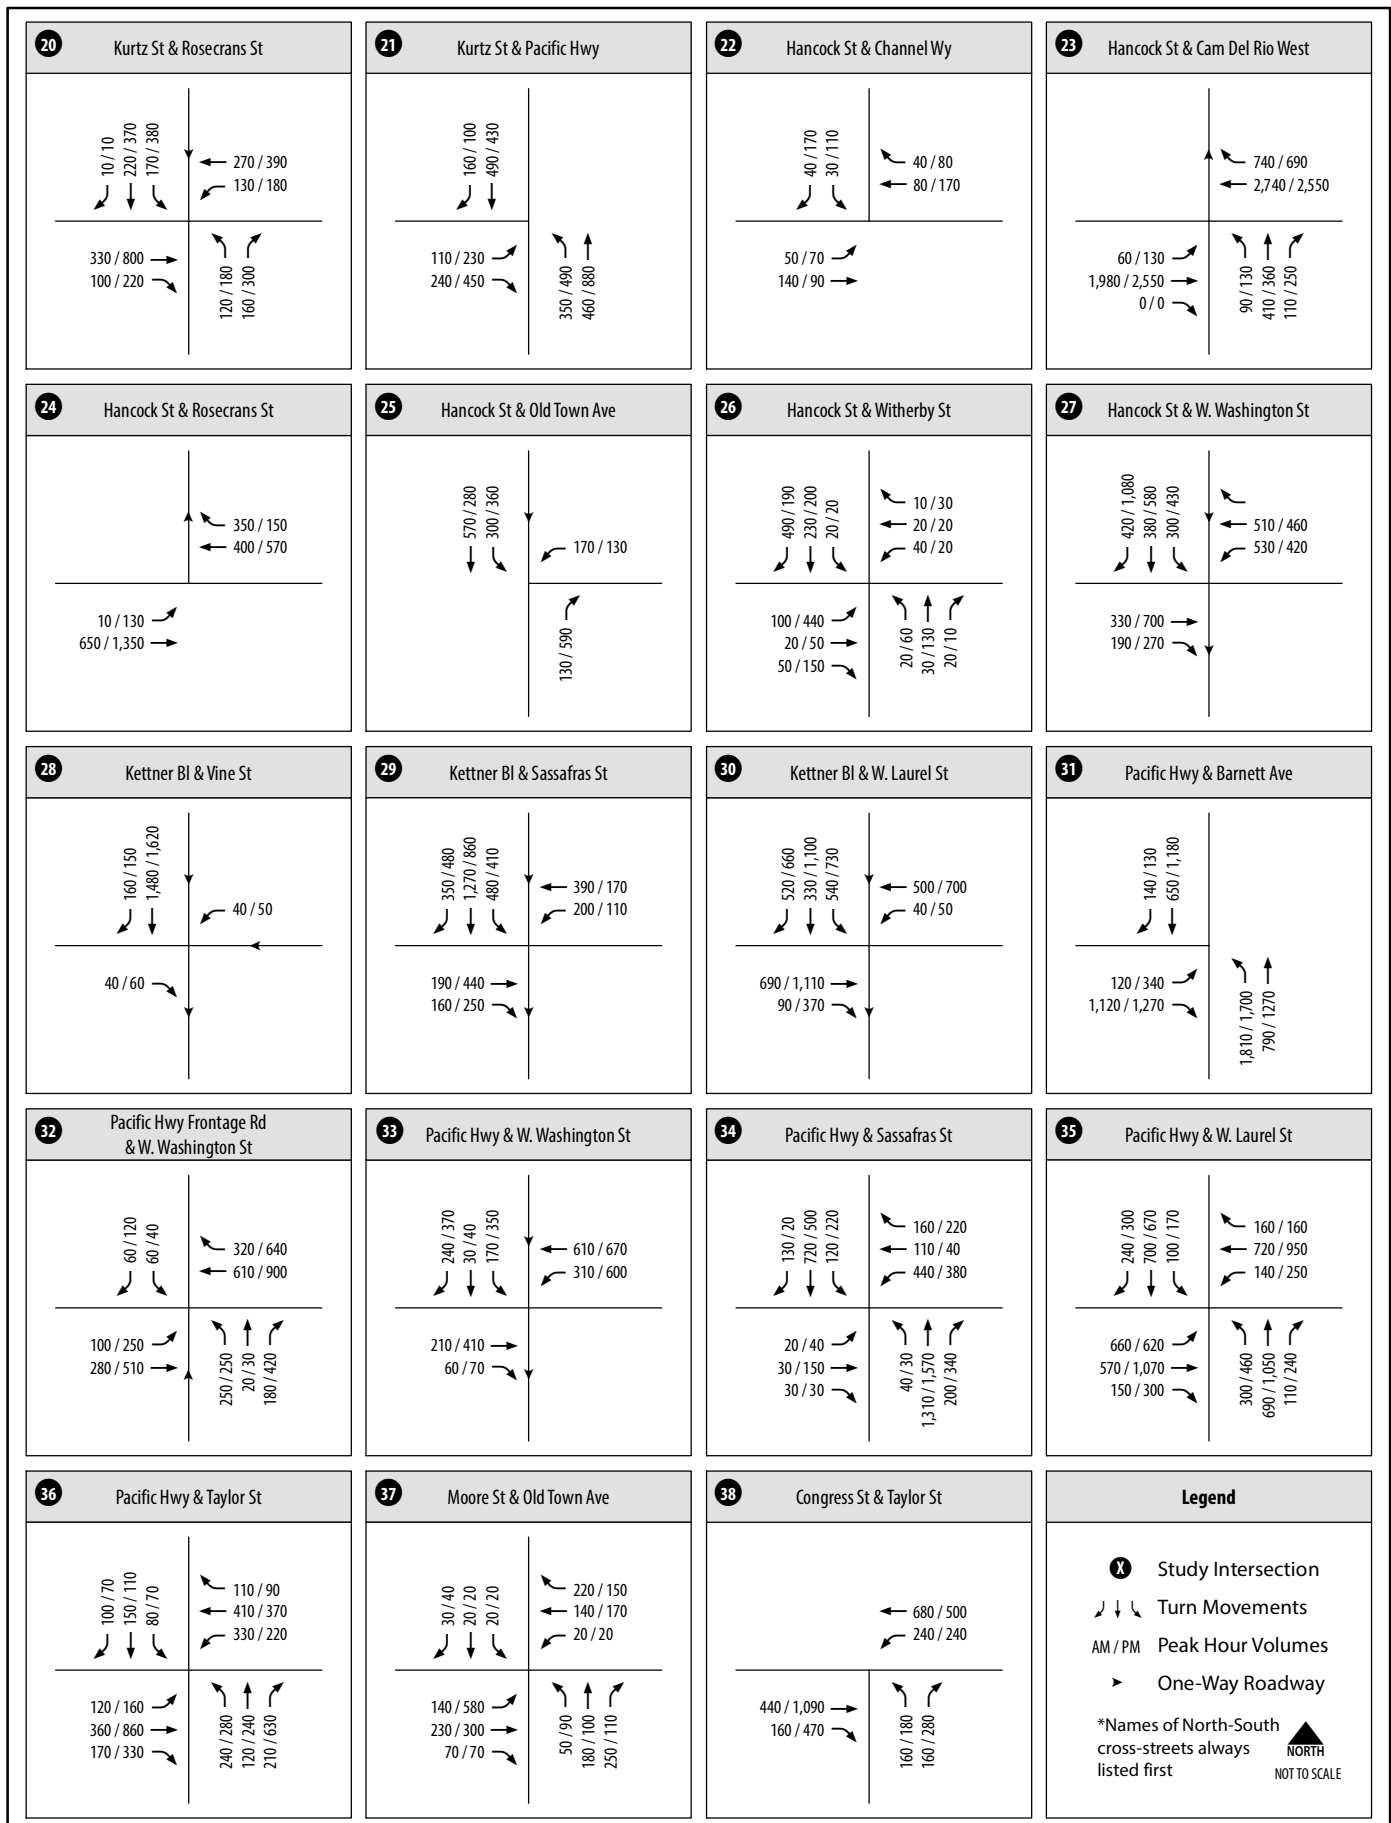 20
Kurtz St & Rosecrans St
10 / 10
220 / 370
170 / 380
270 / 390
130 / 180
330 / 800
100 / 220
120 / 180
160 / 300
21
Kurtz St & Pacific Hwy
160 / 100
490 / 430
110 / 230
240 / 450
350 / 490
460 / 880
22
Hancock St & Channel Wy
40 / 170
30 / 110
40 / 80
80 / 170
50 / 70
140 / 90
23
Hancock St & Cam Del Rio West
740 / 690
2,740 / 2,550
60 / 130
1,980 / 2,550
0 / 0
90 / 130
410 / 360
110 / 250
24
Hancock St & Rosecrans St
350 / 150
400 / 570
10 / 130
650 / 1,350
25
Hancock St & Old Town Ave
570 / 280
300 / 360
170 / 130
130 / 590
26
Hancock St & Witherby St
490 / 190
230 / 200
20 / 20
10 / 30
20 / 20
40 / 20
100 / 440
20 / 50
50 / 150
20 / 60
30 / 130
20 / 10
27
Hancock St & W. Washington St
420 / 1,080
380 / 580
300 / 430
510 / 460
530 / 420
330 / 700
190 / 270
28
Kettner Bl & Vine St
160 / 150
1,480 / 1,620
40 / 50
40 / 60
29
Kettner Bl & Sassafras St
350 / 480
1,270 / 860
480 / 410
390 / 170
200 / 110
190 / 440
160 / 250
30
Kettner Bl & W. Laurel St
520 / 660
330 / 1,100
540 / 730
500 / 700
40 / 50
690 / 1,110
90 / 370
31
Pacific Hwy & Barnett Ave
140 / 130
650 / 1,180
120 / 340
1,120 / 1,270
1,810 / 1,700
790 / 1270
32
Pacific Hwy Frontage Rd
& W. Washington St
60 / 120
60 / 40
320 / 640
610 / 900
100 / 250
280 / 510
250 / 250
20 / 30
180 / 420
33
Pacific Hwy & W. Washington St
240 / 370
30 / 40
170 / 350
610 / 670
310 / 600
210 / 410
60 / 70
34
Pacific Hwy & Sassafras St
130 / 20
720 / 500
120 / 220
160 / 220
110 / 40
440 / 380
20 / 40
30 / 150
30 / 30
40 / 30
1,310 / 1,570
200 / 340
35
Pacific Hwy & W. Laurel St
240 / 300
700 / 670
100 / 170
160 / 160
720 / 950
140 / 250
660 / 620
570 / 1,070
150 / 300
300 / 460
690 / 1,050
110 / 240
36
Pacific Hwy & Taylor St
100 / 70
150 / 110
80 / 70
110 / 90
410 / 370
330 / 220
120 / 160
360 / 860
170 / 330
240 / 280
120 / 240
210 / 630
37
Moore St & Old Town Ave
30 / 40
20 / 20
20 / 20
220 / 150
140 / 170
20 / 20
140 / 580
230 / 300
70 / 70
50 / 90
180 / 100
250 / 110
38
Congress St & Taylor St
680 / 500
240 / 240
440 / 1,090
160 / 470
160 / 180
160 / 280
Legend
X Study Intersection
Turn Movements
AM / PM Peak Hour Volumes
One-Way Roadway
*Names of North-South
cross-streets always
listed first
NORTH
NOT TO SCALE